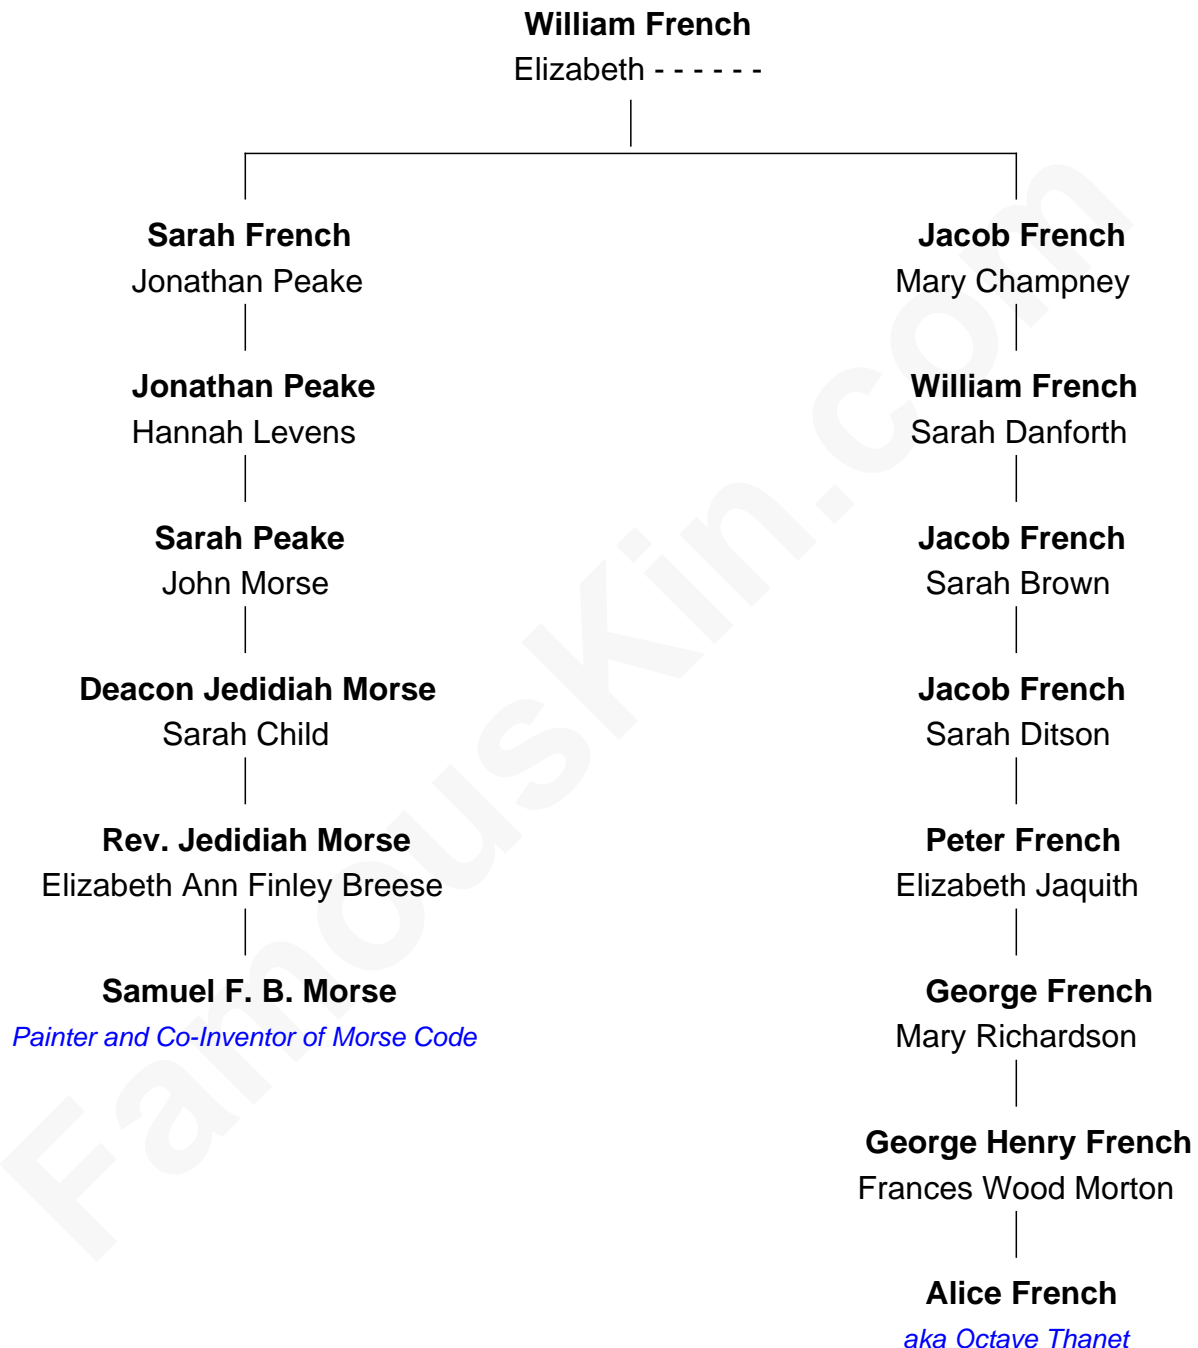 William French
Elizabeth - - - - - -
Sarah French
Jonathan Peake
Jonathan Peake
Hannah Levens
Sarah Peake
John Morse
Deacon Jedidiah Morse
Sarah Child
Rev. Jedidiah Morse
Elizabeth Ann Finley Breese
Samuel F. B. Morse
Painter and Co-Inventor of Morse Code
Jacob French
Mary Champney
William French
Sarah Danforth
Jacob French
Sarah Brown
Jacob French
Sarah Ditson
Peter French
Elizabeth Jaquith
George French
Mary Richardson
George Henry French
Frances Wood Morton
Alice French
aka Octave Thanet
FamousKin.com